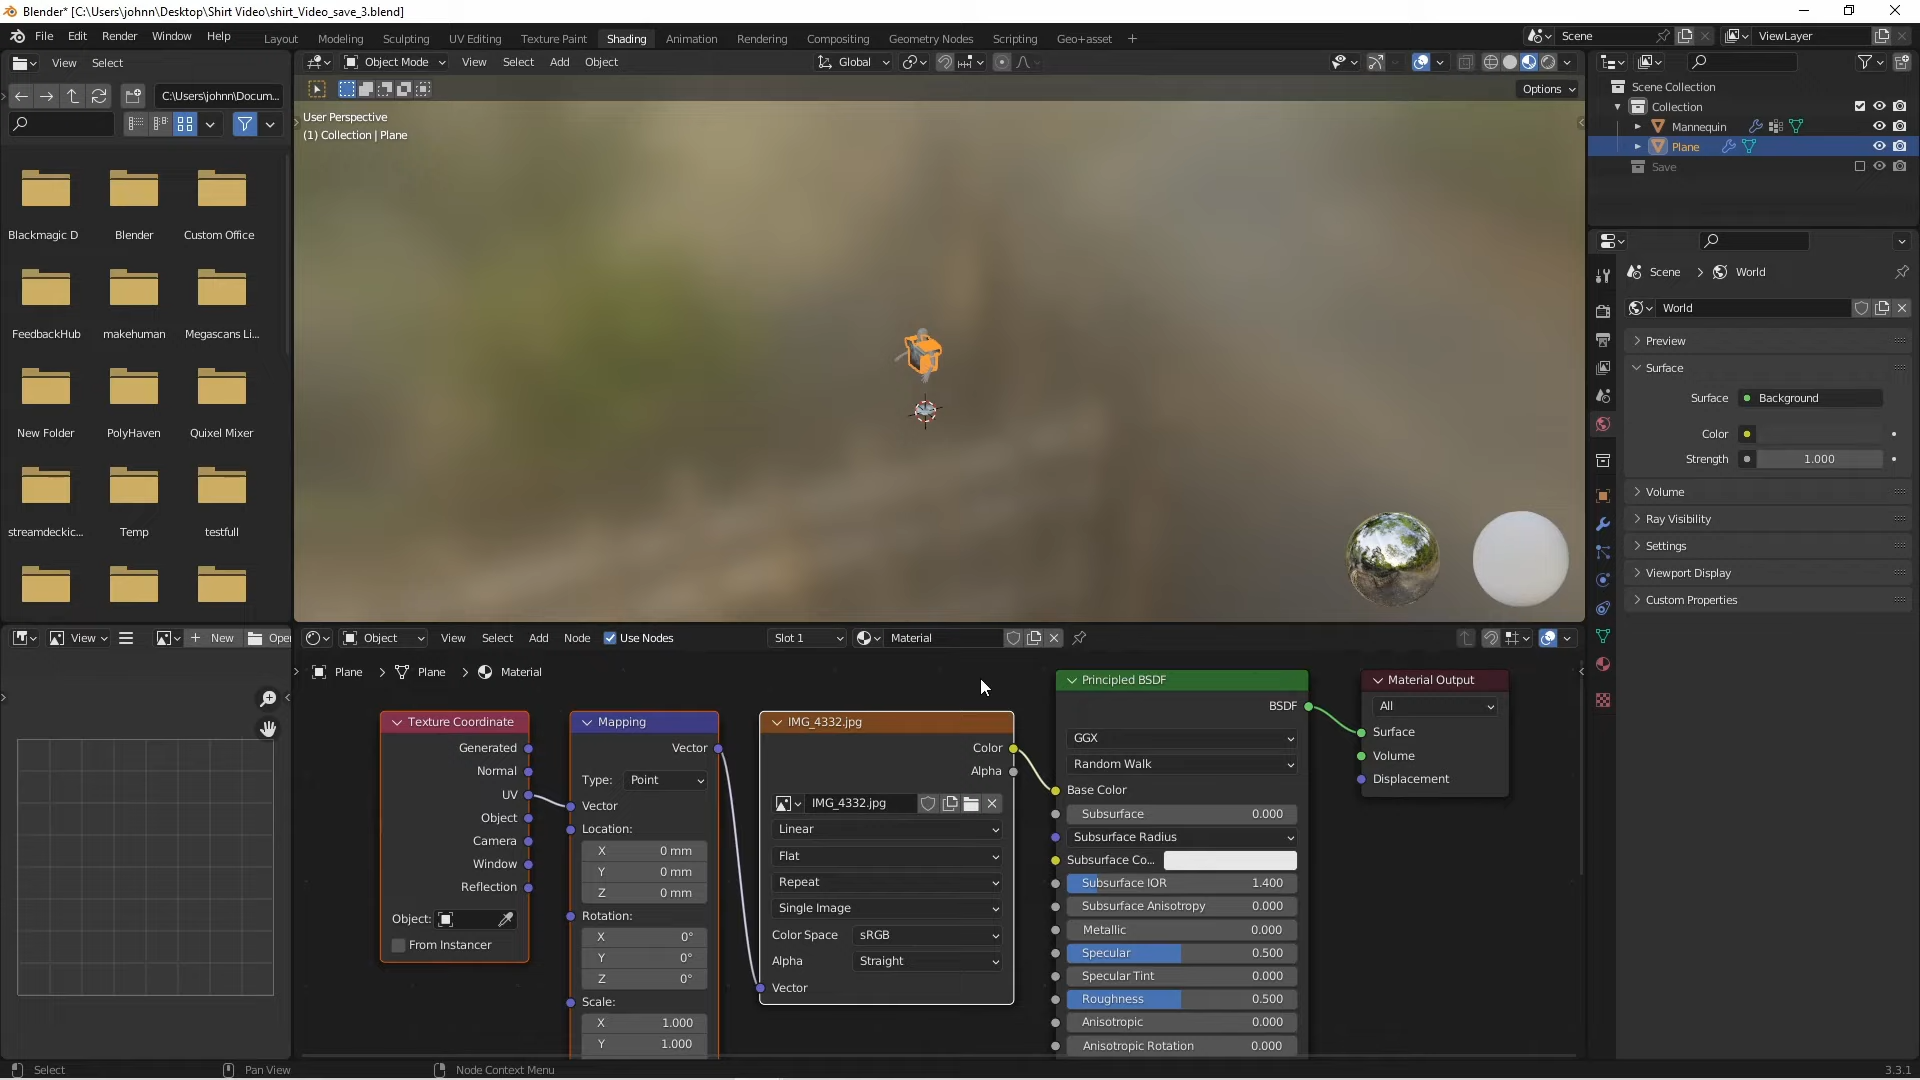 Blender* [C:\Users\johnn\Desktop\Shirt Video\shirt_Video_save_3.blend]
File Edit Render Window Help
Layout Modeling Sculpting UV Editing Texture Paint Shading Animation Rendering Compositing Geometry Nodes Scripting Geo+asset +
Scene
ViewLayer
View Select
C:\Users\johnn\Docum...
Blackmagic D
Blender
Custom Office
FeedbackHub
makehuman
Megascans Li...
New Folder
PolyHaven
Quixel Mixer
streamdeckic...
Temp
testfull
Object Mode
View Select Add Object
Global
Options
User Perspective
(1) Collection | Plane
Scene Collection
Collection
Mannequin
Plane
Save
Scene > World
World
Preview
Surface
Surface
Background
Color
Strength
1.000
Volume
Ray Visibility
Settings
Viewport Display
Custom Properties
View
New
Open
Object
View Select Add Node
Use Nodes
Slot 1
Material
Plane > Plane > Material
Texture Coordinate
Generated
Normal
UV
Object
Camera
Window
Reflection
Object:
From Instancer
Mapping
Vector
Type: Point
Vector
Location:
X 0 mm
Y 0 mm
Z 0 mm
Rotation:
X 0°
Y 0°
Z 0°
Scale:
X 1.000
Y 1.000
IMG_4332.jpg
Color
Alpha
IMG_4332.jpg
Linear
Flat
Repeat
Single Image
Color Space sRGB
Alpha Straight
Vector
Principled BSDF
BSDF
GGX
Random Walk
Base Color
Subsurface 0.000
Subsurface Radius
Subsurface Co...
Subsurface IOR 1.400
Subsurface Anisotropy 0.000
Metallic 0.000
Specular 0.500
Specular Tint 0.000
Roughness 0.500
Anisotropic 0.000
Anisotropic Rotation 0.000
Material Output
All
Surface
Volume
Displacement
Select
Pan View
Node Context Menu
3.3.1